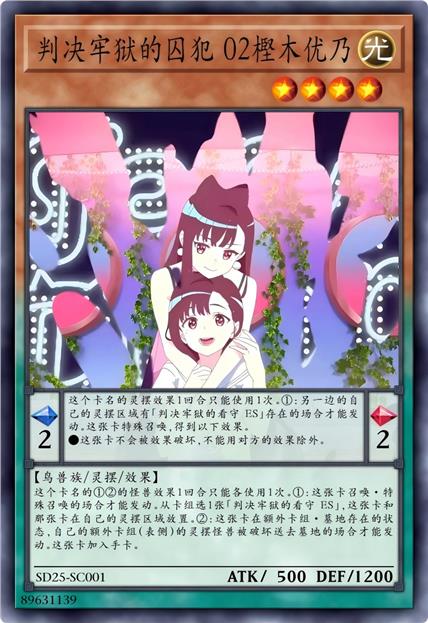 判决牢狱的囚犯 02樫木优乃 光
这个卡名的灵摆效果1回合只能使用1次。①:另一边的自
己的灵摆区域有「判决牢狱的看守 ES」存在的场合才能发
动。这张卡特殊召唤,得到以下效果。
●这张卡不会被效果破坏,不能用对方的效果除外。
2 2
【鸟兽族/灵摆/效果】
这个卡名的①②的怪兽效果1回合只能各使用1次。①:这张卡召唤·特
殊召唤的场合才能发动。从卡组选1张「判决牢狱的看守 ES」,这张卡和
那张卡在自己的灵摆区域放置。②:这张卡在额外卡组·墓地存在的状
态,自己的额外卡组(表侧)的灵摆怪兽被破坏送去墓地的场合才能发
动。这张卡加入手卡。
SD25-SC001 ATK/ 500 DEF/1200
89631139